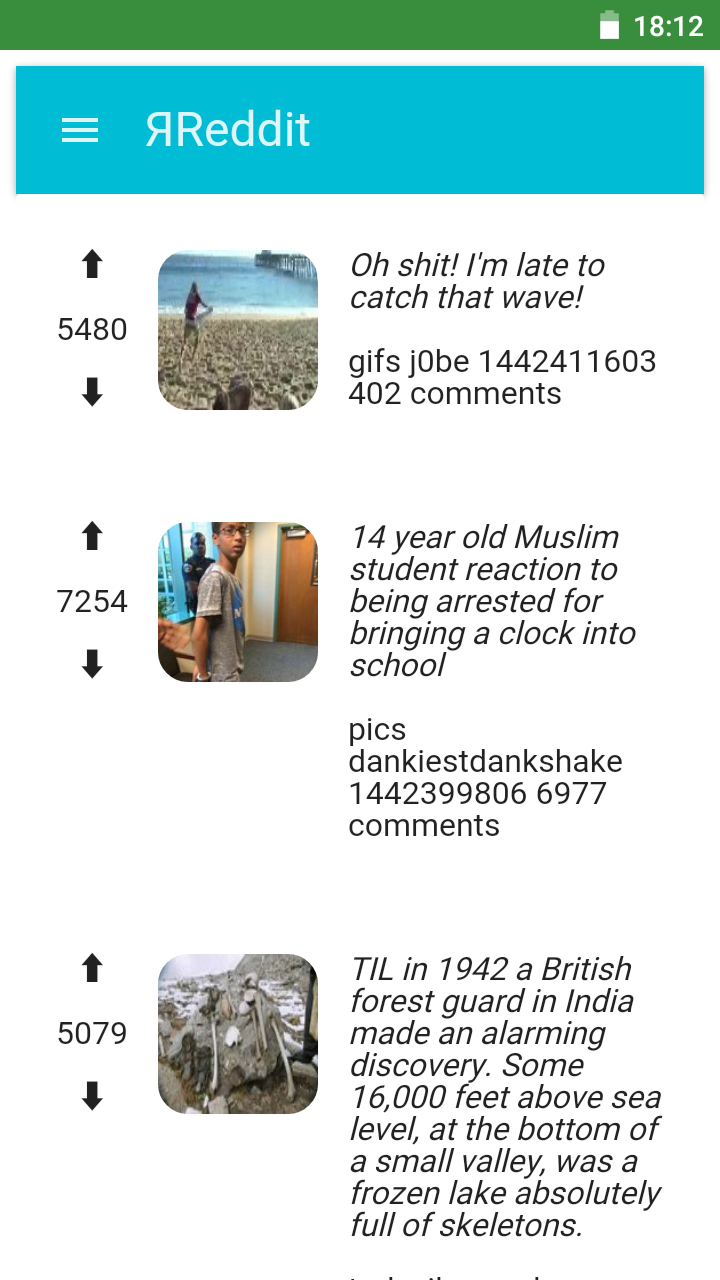 18:12
ЯReddit
Oh shit! I'm late to
catch that wave!
5480
gifs j0be 1442411603
402 comments
14 year old Muslim
student reaction to
being arrested for
bringing a clock into
school
7254
pics
dankiestdankshake
1442399806 6977
comments
TIL in 1942 a British
forest guard in India
made an alarming
discovery. Some
16,000 feet above sea
level, at the bottom of
a small valley, was a
frozen lake absolutely
full of skeletons.
5079